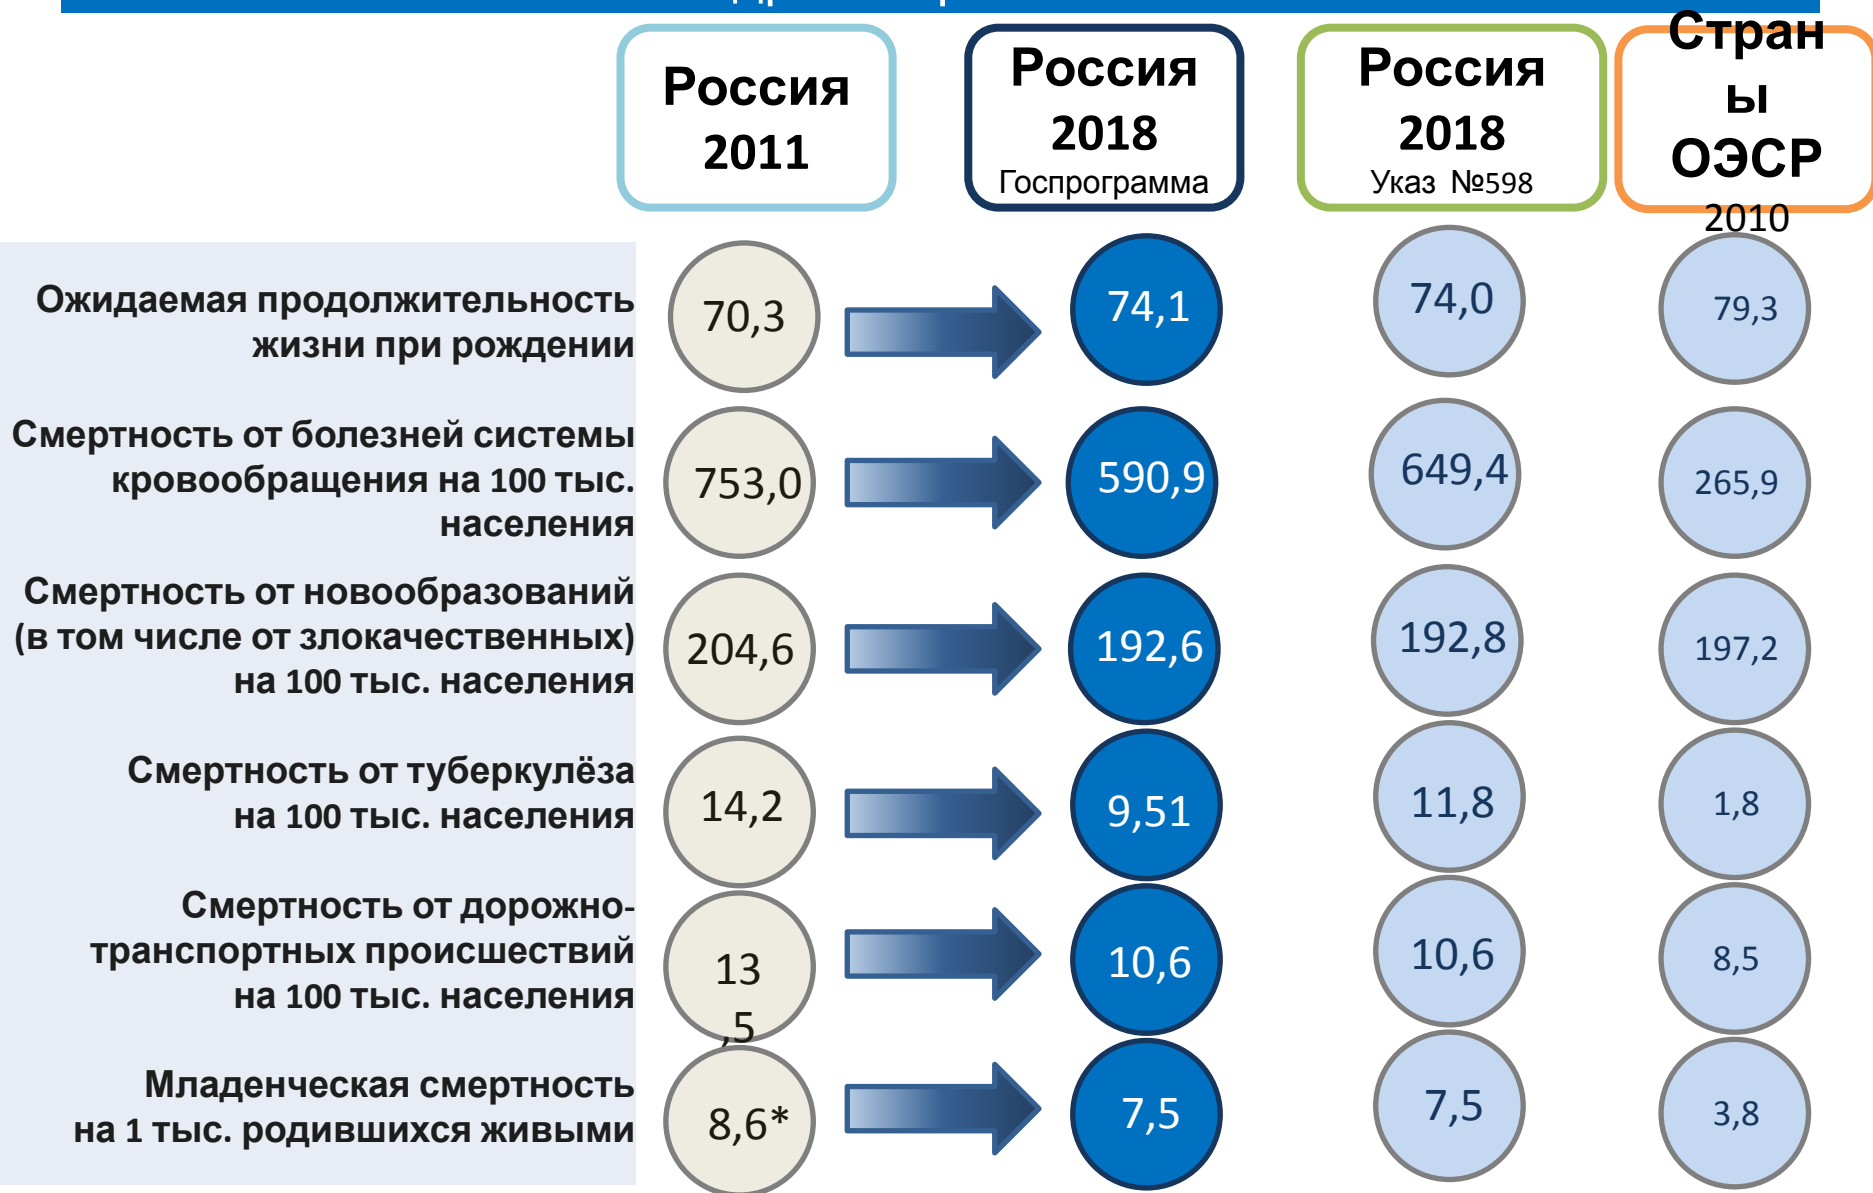 Россия
2011
Россия
2018
Госпрограмма
Россия
2018
Указ №598
Стран
ы
ОЭСР
2010
Ожидаемая продолжительность
жизни при рождении
70,3
74,1
74,0
79,3
Смертность от болезней системы
кровообращения на 100 тыс.
населения
753,0
590,9
649,4
265,9
Смертность от новообразований
(в том числе от злокачественных)
на 100 тыс. населения
204,6
192,6
192,8
197,2
Смертность от туберкулёза
на 100 тыс. населения
14,2
9,51
11,8
1,8
Смертность от дорожно-
транспортных происшествий
на 100 тыс. населения
13
,5
10,6
10,6
8,5
Младенческая смертность
на 1 тыс. родившихся живыми
8,6*
7,5
7,5
3,8